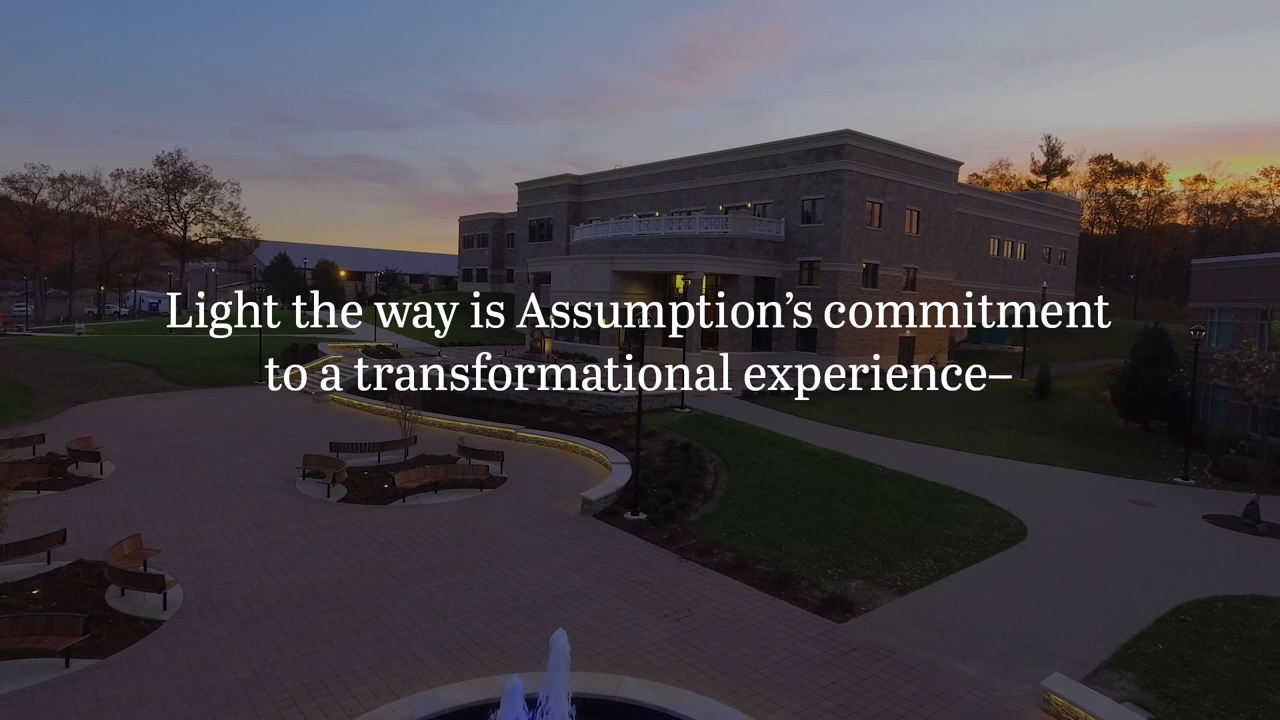 Light the way is Assumption’s commitment
to a transformational experience–